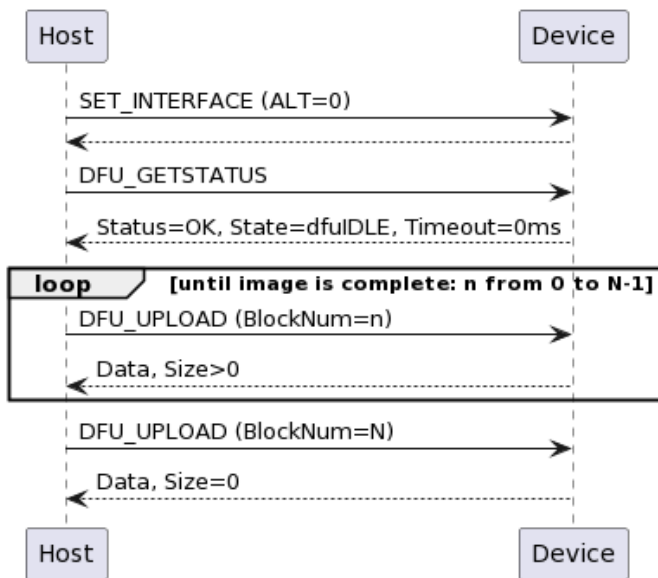 Host Device
SET_INTERFACE (ALT=0)
DFU_GETSTATUS
Status=OK, State=dfuIDLE, Timeout=0ms
loop [until image is complete: n from 0 to N-1]
DFU_UPLOAD (BlockNum=n)
Data, Size>0
DFU_UPLOAD (BlockNum=N)
Data, Size=0
Host Device